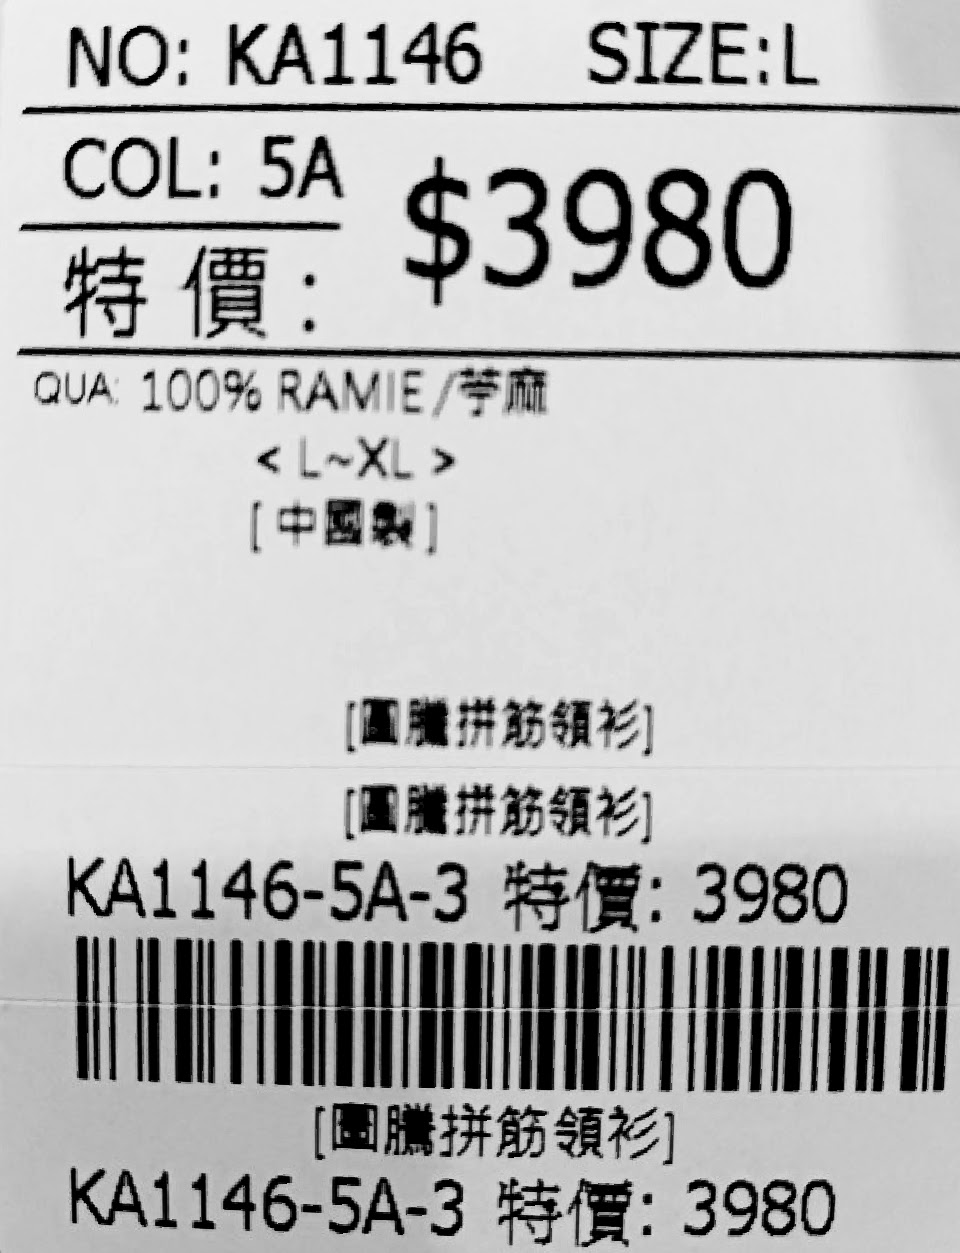 NO: KA1146 SIZE:L
COL: 5A
$3980
特價:
QUA: 100% RAMIE/苧麻
< L~XL >
[中國製]
[圖騰拼筋領衫]
[圖騰拼筋領衫]
KA1146-5A-3 特價: 3980
[圖騰拼筋領衫]
KA1146-5A-3 特價: 3980